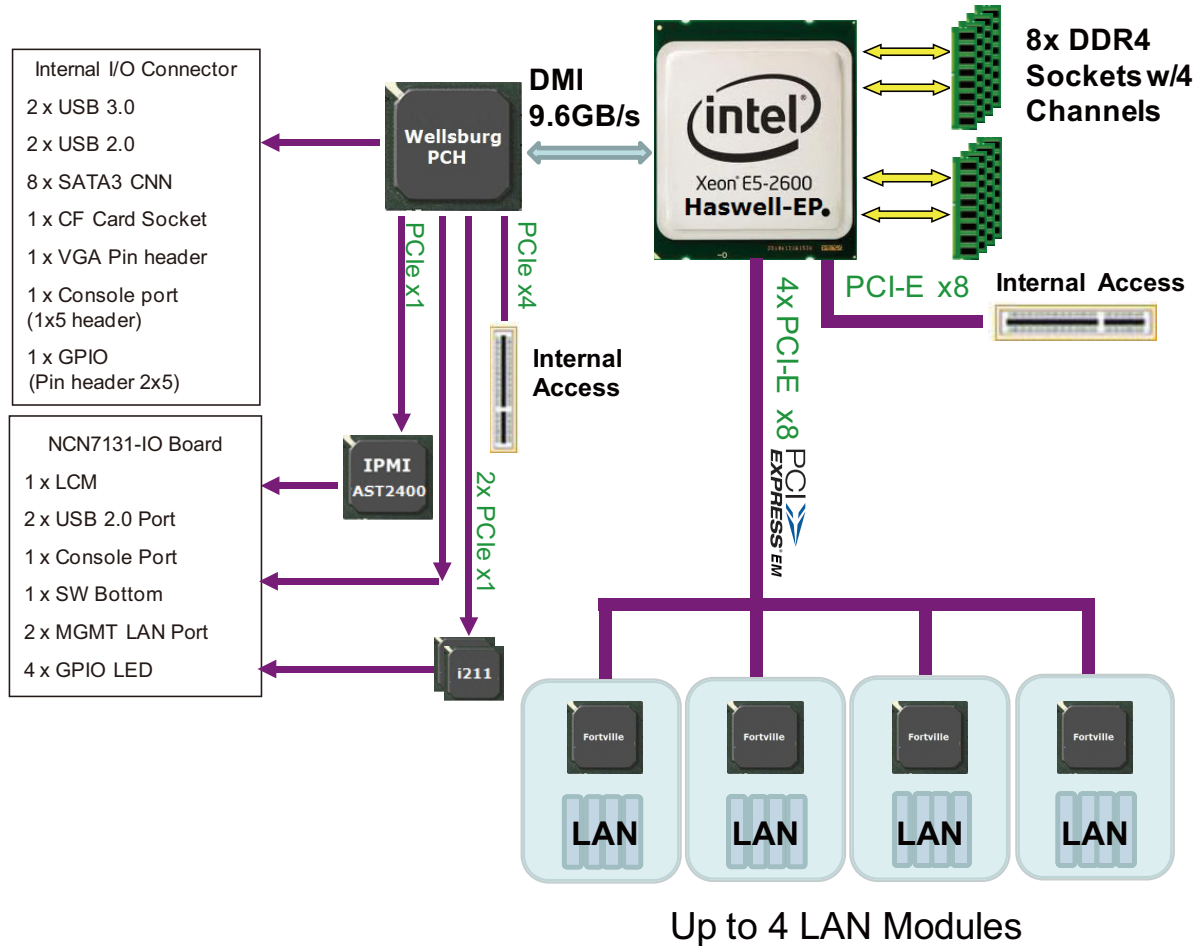 Internal I/O Connector
2 x USB 3.0
2 x USB 2.0
8 x SATA3 CNN
1 x CF Card Socket
1 x VGA Pin header
1 x Console port
(1x5 header)
1 x GPIO
(Pin header 2x5)
NCN7131-IO Board
1 x LCM
2 x USB 2.0 Port
1 x Console Port
1 x SW Bottom
2 x MGMT LAN Port
4 x GPIO LED
Wellsburg
PCH
DMI
9.6GB/s
intel
Xeon® E5-2600
Haswell-EP.
8x DDR4
Sockets w/4
Channels
PCIe x1
PCIe x4
Internal
Access
IPMI
AST2400
2x PCIe x1
i211
4x PCI-E x8
PCI
EXPRESS® EM
PCI-E x8
Internal Access
Fortville
LAN
Fortville
LAN
Fortville
LAN
Fortville
LAN
Up to 4 LAN Modules